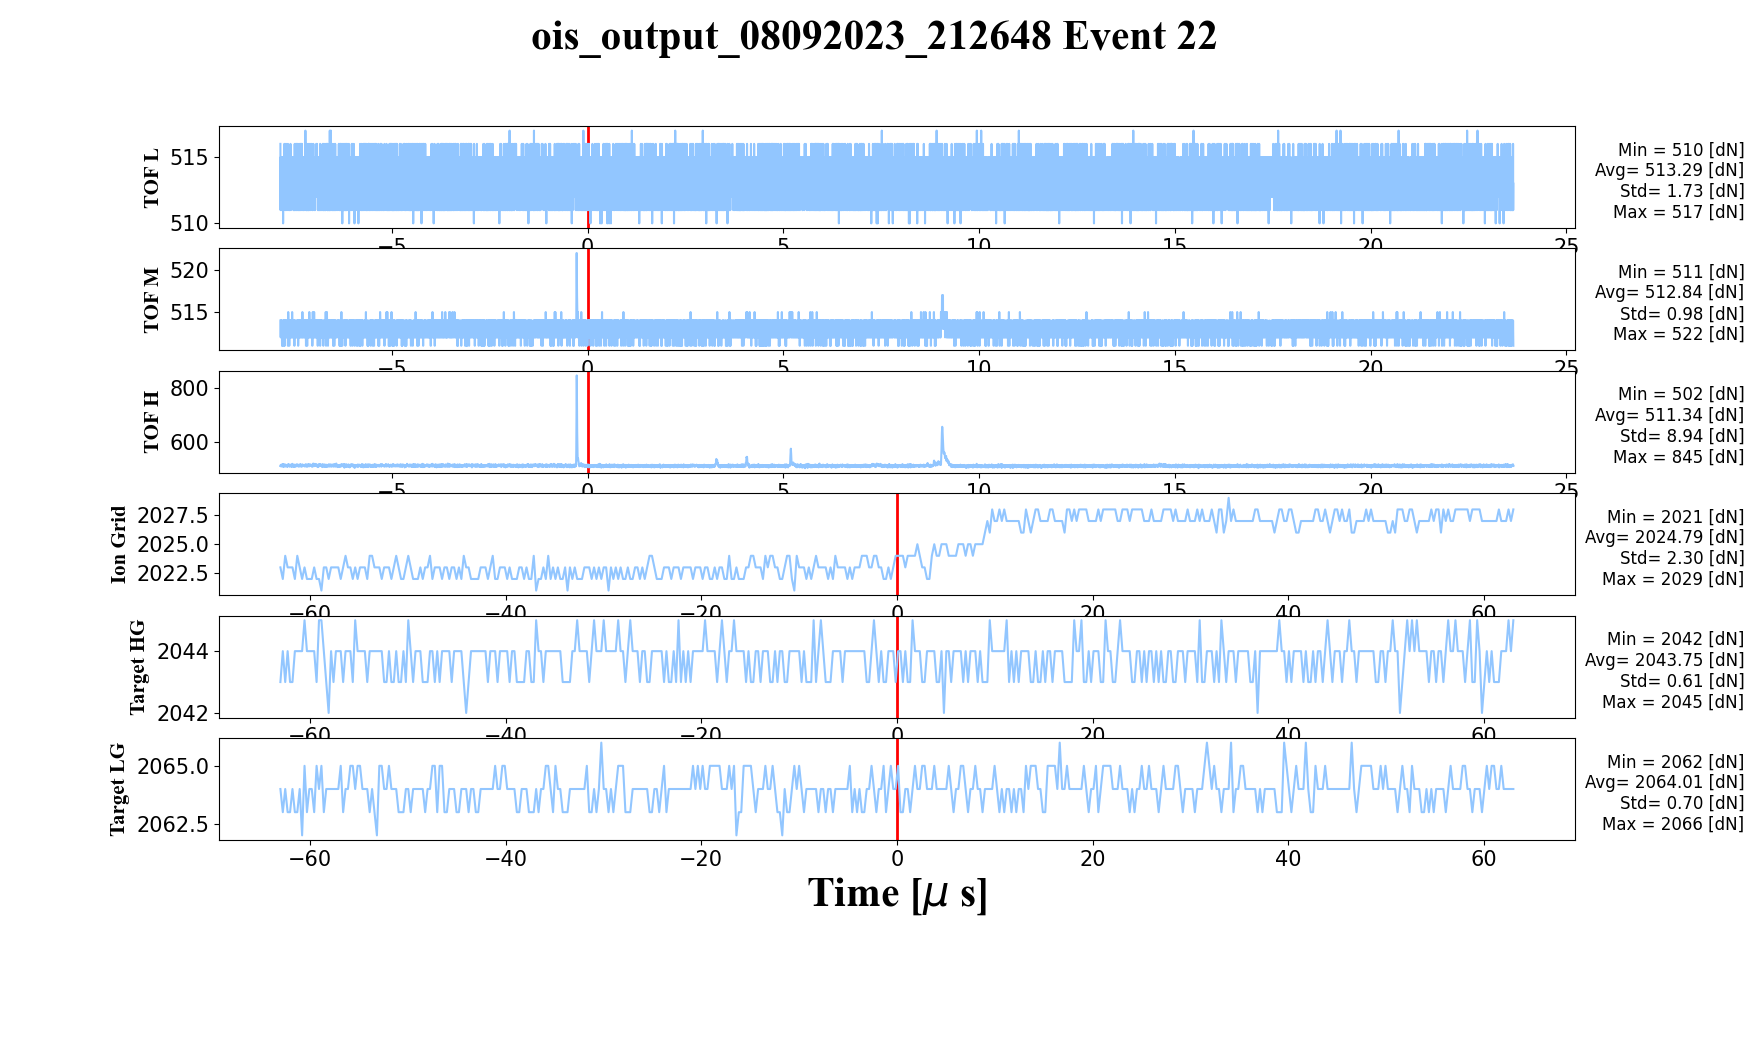 ois_output_08092023_212648 Event 22
TOF L
515
510
−5
0
5
10
15
20
25
Min = 510 [dN]
Avg= 513.29 [dN]
Std= 1.73 [dN]
Max = 517 [dN]
TOF M
520
515
−5
0
5
10
15
20
25
Min = 511 [dN]
Avg= 512.84 [dN]
Std= 0.98 [dN]
Max = 522 [dN]
TOF H
800
600
−5
0
5
10
15
20
25
Min = 502 [dN]
Avg= 511.34 [dN]
Std= 8.94 [dN]
Max = 845 [dN]
Ion Grid
2027.5
2025.0
2022.5
−60
−40
−20
0
20
40
60
Min = 2021 [dN]
Avg= 2024.79 [dN]
Std= 2.30 [dN]
Max = 2029 [dN]
Target HG
2044
2042
−60
−40
−20
0
20
40
60
Min = 2042 [dN]
Avg= 2043.75 [dN]
Std= 0.61 [dN]
Max = 2045 [dN]
Target LG
2065.0
2062.5
−60
−40
−20
0
20
40
60
Min = 2062 [dN]
Avg= 2064.01 [dN]
Std= 0.70 [dN]
Max = 2066 [dN]
Time [μ s]